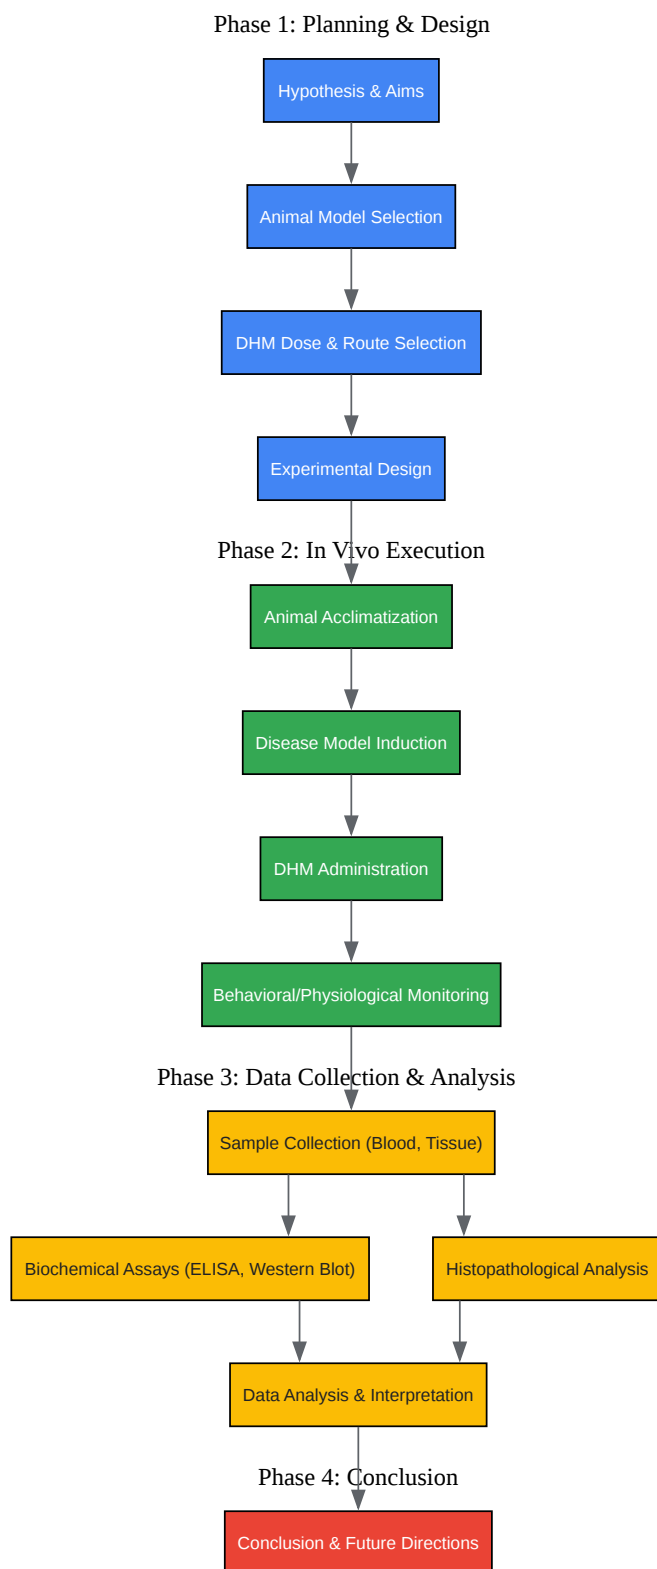 Phase 1: Planning & Design
Hypothesis & Aims
Animal Model Selection
DHM Dose & Route Selection
Experimental Design
Phase 2: In Vivo Execution
Animal Acclimatization
Disease Model Induction
DHM Administration
Behavioral/Physiological Monitoring
Phase 3: Data Collection & Analysis
Sample Collection (Blood, Tissue)
Biochemical Assays (ELISA, Western Blot)
Histopathological Analysis
Data Analysis & Interpretation
Phase 4: Conclusion
Conclusion & Future Directions